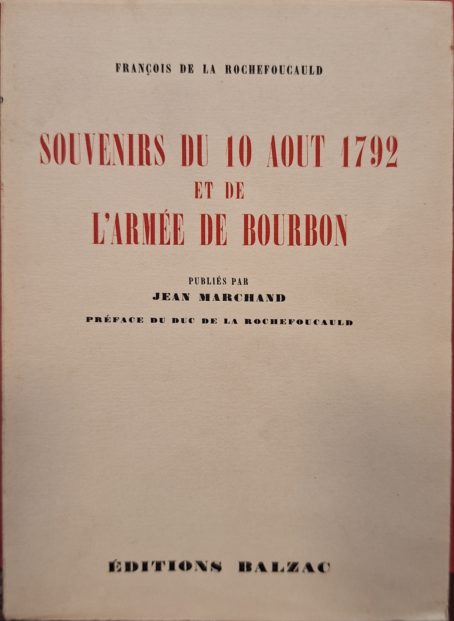 FRANÇOIS DE LA ROCHEFOUCAULD
SOUVENIRS DU 10 AOUT 1792
ET DE
L'ARMÉE DE BOURBON
PUBLIÉS PAR
JEAN MARCHAND
PRÉFACE DU DUC DE LA ROCHEFOUCAULD
ÉDITIONS BALZAC